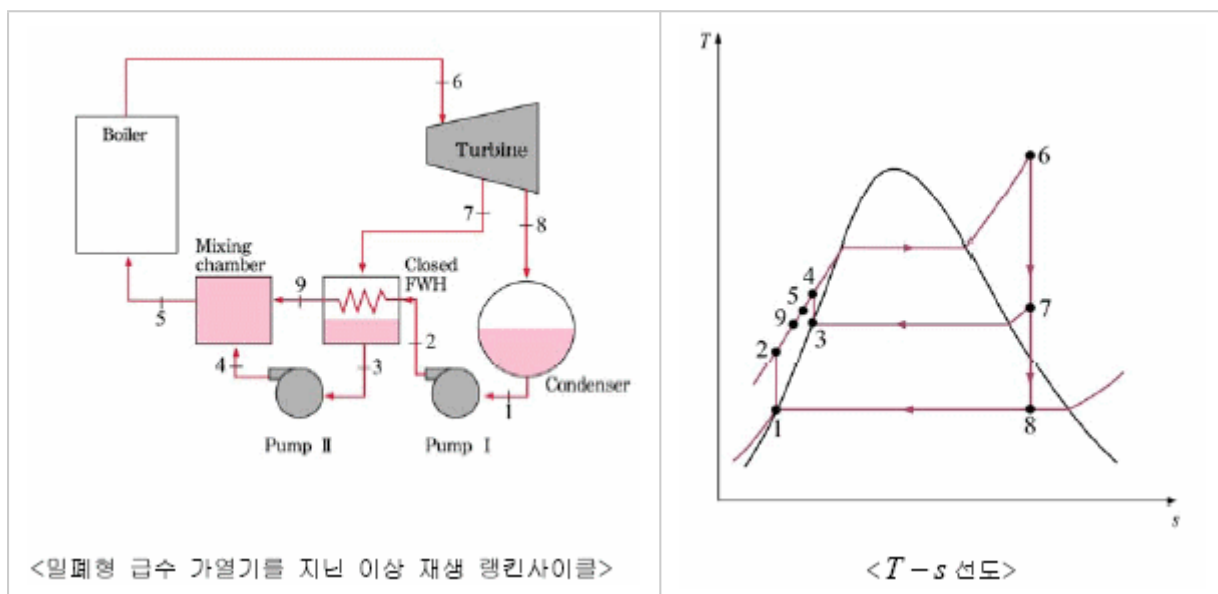 6
Boiler
Turbine
7
8
Mixing
chamber
Closed
FWH
9
5
2
4
3
Condenser
1
Pump Ⅱ
Pump Ⅰ
<밀폐형 급수 가열기를 지닌 이상 재생 랭킨사이클>
T
6
4
5
7
9
3
2
1
8
s
<T-s 선도>